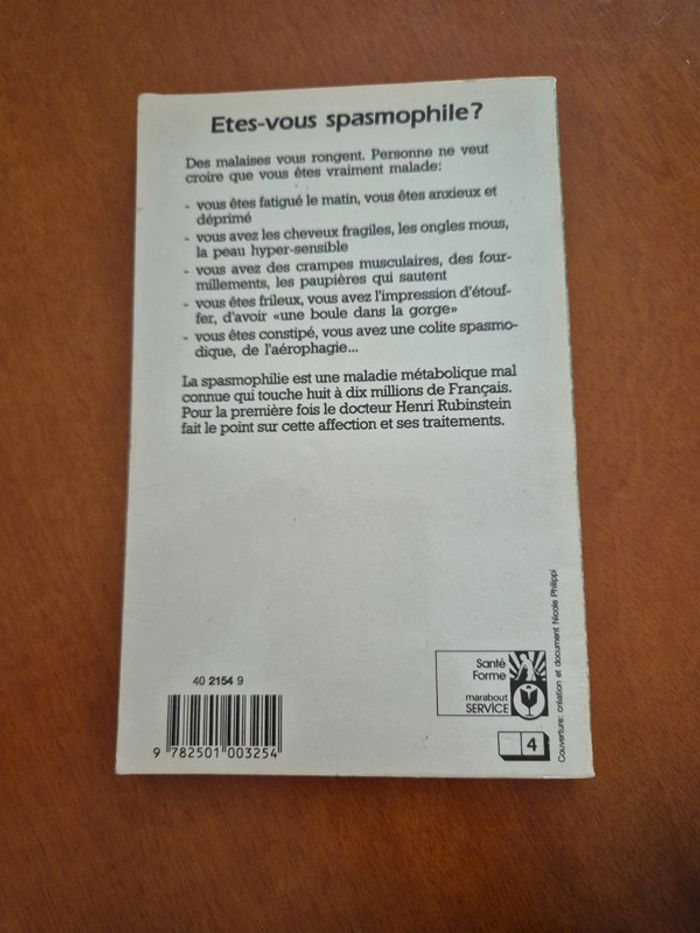 Etes-vous spasmophile?
Des malaises vous rongent. Personne ne veut
croire que vous êtes vraiment malade:
- vous êtes fatigué le matin, vous êtes anxieux et
déprimé
- vous avez les cheveux fragiles, les ongles mous,
la peau hyper-sensible
- vous avez des crampes musculaires, des four-
millements, les paupières qui sautent
- vous êtes frileux, vous avez l'impression d'étouf-
fer, d'avoir «une boule dans la gorge»
- vous êtes constipé, vous avez une colite spasmo-
dique, de l'aérophagie...
La spasmophilie est une maladie métabolique mal
connue qui touche huit à dix millions de Français.
Pour la première fois le docteur Henri Rubinstein
fait le point sur cette affection et ses traitements.
40 2154 9
9 782501 003254
Santé
Forme
marabout
SERVICE
4
Couverture: création et document Nicole Philippi